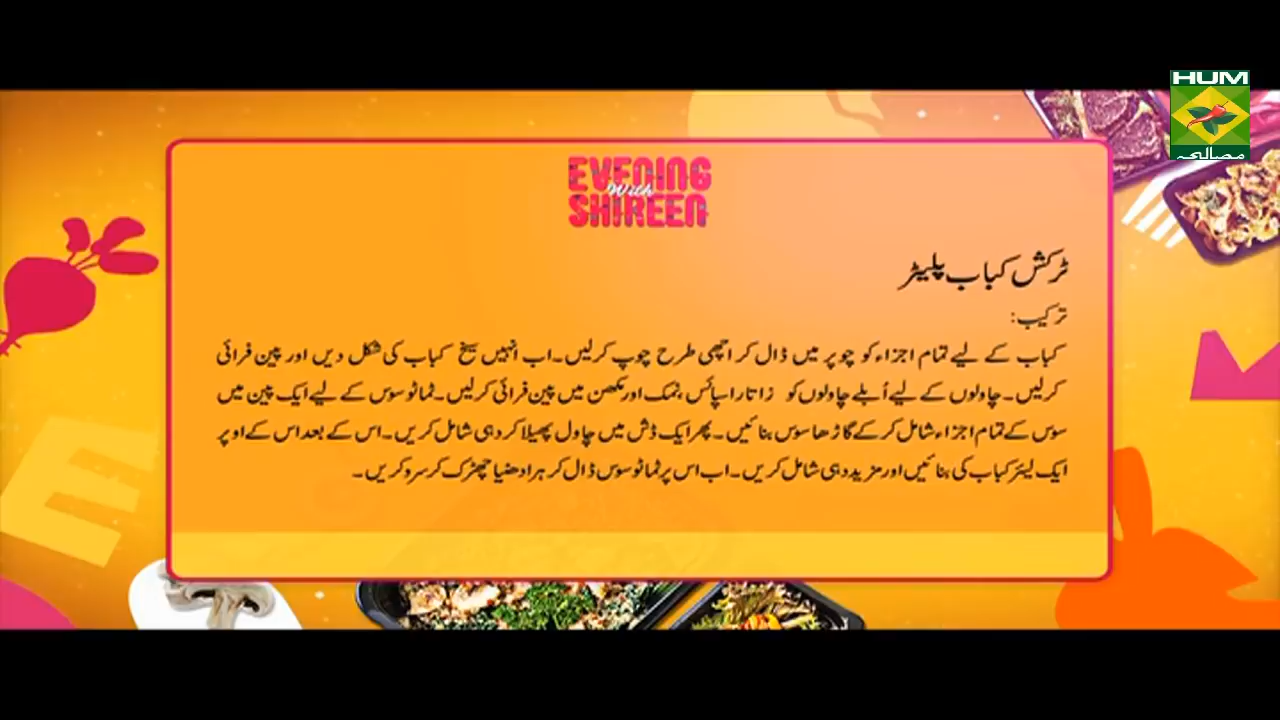 HUM
مصالحہ
EVENING
With
SHIREEN
ٹرکش کباب پلیٹر
ترکیب:
کباب کے لیے تمام اجزاء کو چوپر میں ڈال کر اچھی طرح چوپ کرلیں۔ اب انہیں سیخ کباب کی شکل دیں اور پین فرائی
کرلیں۔ چاولوں کے لیے اُبلے چاولوں کو زاتارا سپائس، نمک اور مکھن میں پین فرائی کرلیں۔ ٹماٹو سوس کے لیے ایک پین میں
سوس کے تمام اجزاء شامل کرکے گاڑھا سوس بنائیں۔ پھر ایک ڈش میں چاول پھیلا کر دہی شامل کریں۔ اس کے بعد اس کے اوپر
ایک لیئر کباب کی بنائیں اور مزید دہی شامل کریں۔ اب اس پر ٹماٹو سوس ڈال کر ہرا دھنیا چھڑک کر سرو کریں۔